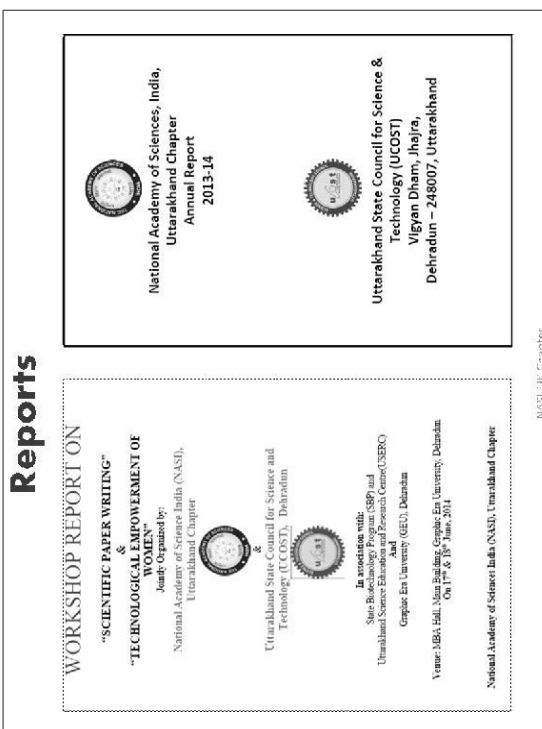 Reports
WORKSHOP REPORT ON
"SCIENTIFIC PAPER WRITING"
&
"TECHNOLOGICAL EMPOWERMENT OF
WOMEN"
Jointly Organized by:
National Academy of Science India (NASI),
Uttarakhand Chapter
&
Uttarakhand State Council for Science and
Technology (UCOST), Dehradun
ucost
In association with:
State Biotechnology Program (SBP) and
Uttarakhand Science Education and Research Centre(USERC)
And
Graphic Era University (GEU), Dehradun
Venue: MBA Hall, Main Building, Graphic Era University, Dehradun
On 17th & 18th June, 2014
National Academy of Sciences India (NASI), Uttarakhand Chapter
National Academy of Sciences, India,
Uttarakhand Chapter
Annual Report
2013-14
ucost
Uttarakhand State Council for Science &
Technology (UCOST)
Vigyan Dham, Jhajra,
Dehradun – 248007, Uttarakhand